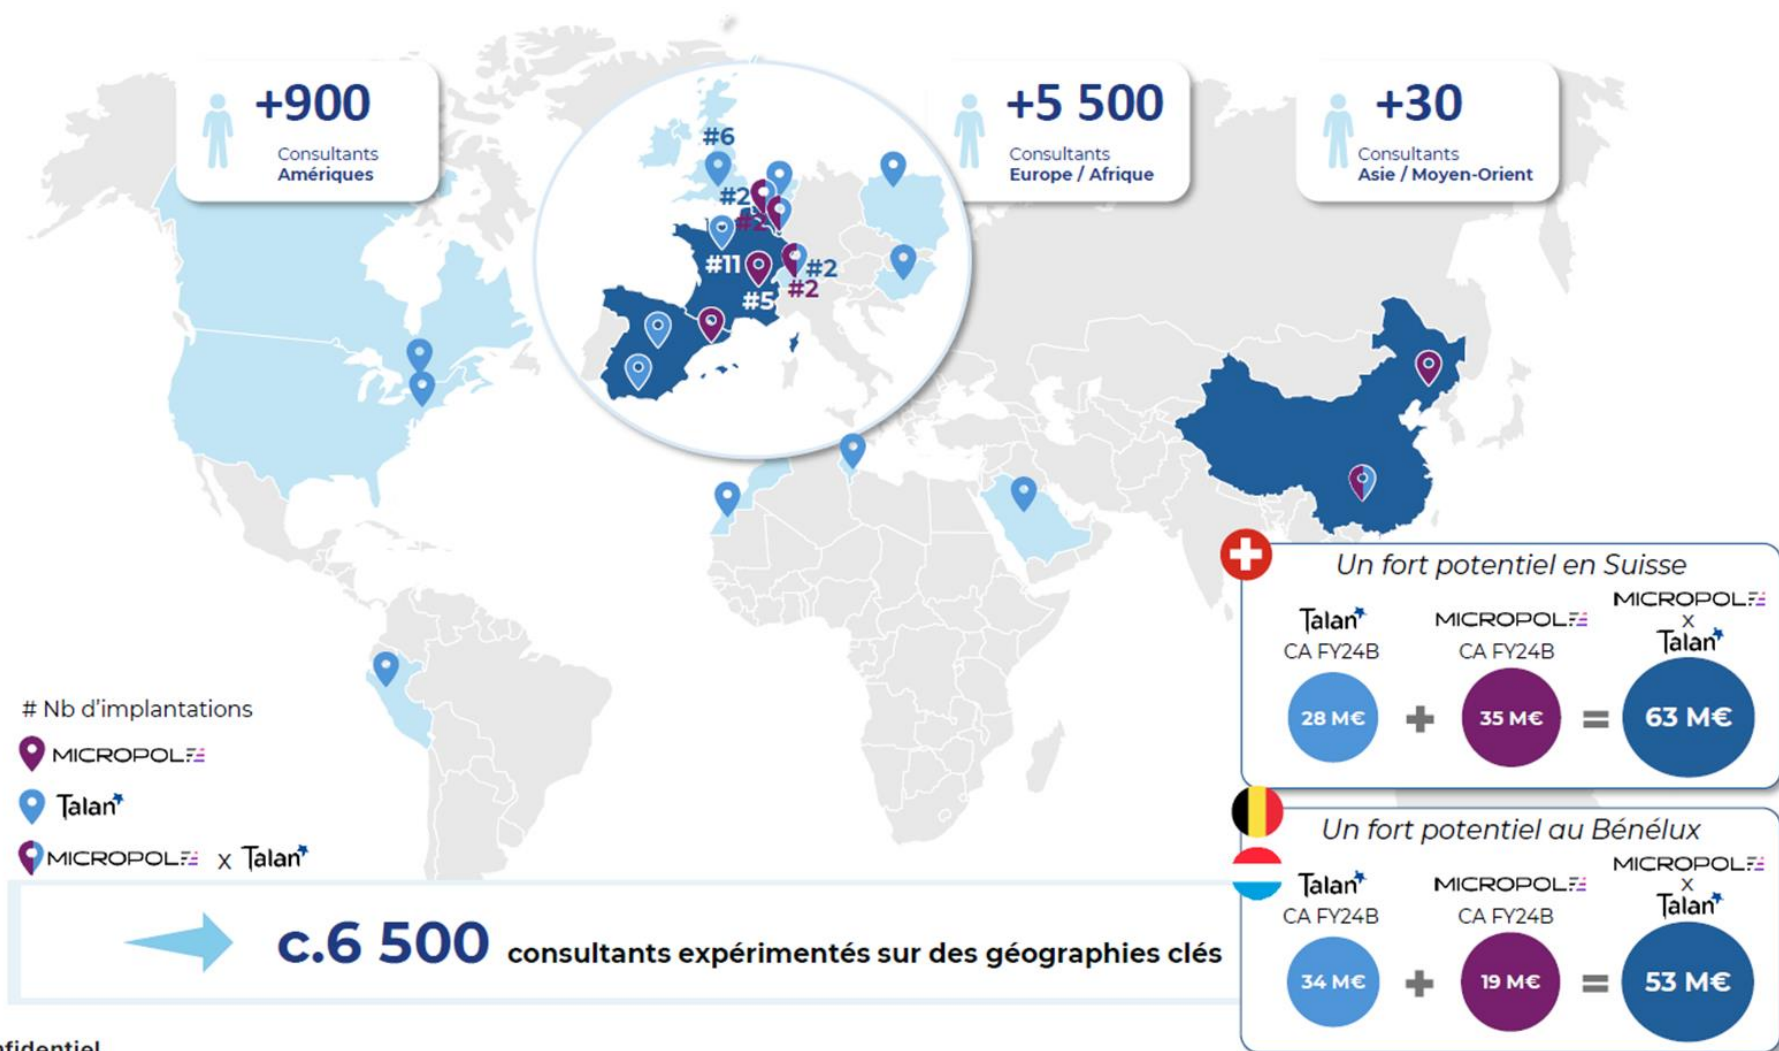 +900
Consultants
Amériques
+5 500
Consultants
Europe / Afrique
+30
Consultants
Asie / Moyen-Orient
#6
#2
#2
#11
#5
#2
#2
# Nb d’implantations
MICROPOLE
Talan
MICROPOLE x Talan
Un fort potentiel en Suisse
Talan
CA FY24B
MICROPOLE
CA FY24B
MICROPOLE
x
Talan
28 M€ + 35 M€ = 63 M€
Un fort potentiel au Bénélux
Talan
CA FY24B
MICROPOLE
CA FY24B
MICROPOLE
x
Talan
34 M€ + 19 M€ = 53 M€
c.6 500 consultants expérimentés sur des géographies clés
nfidentiel